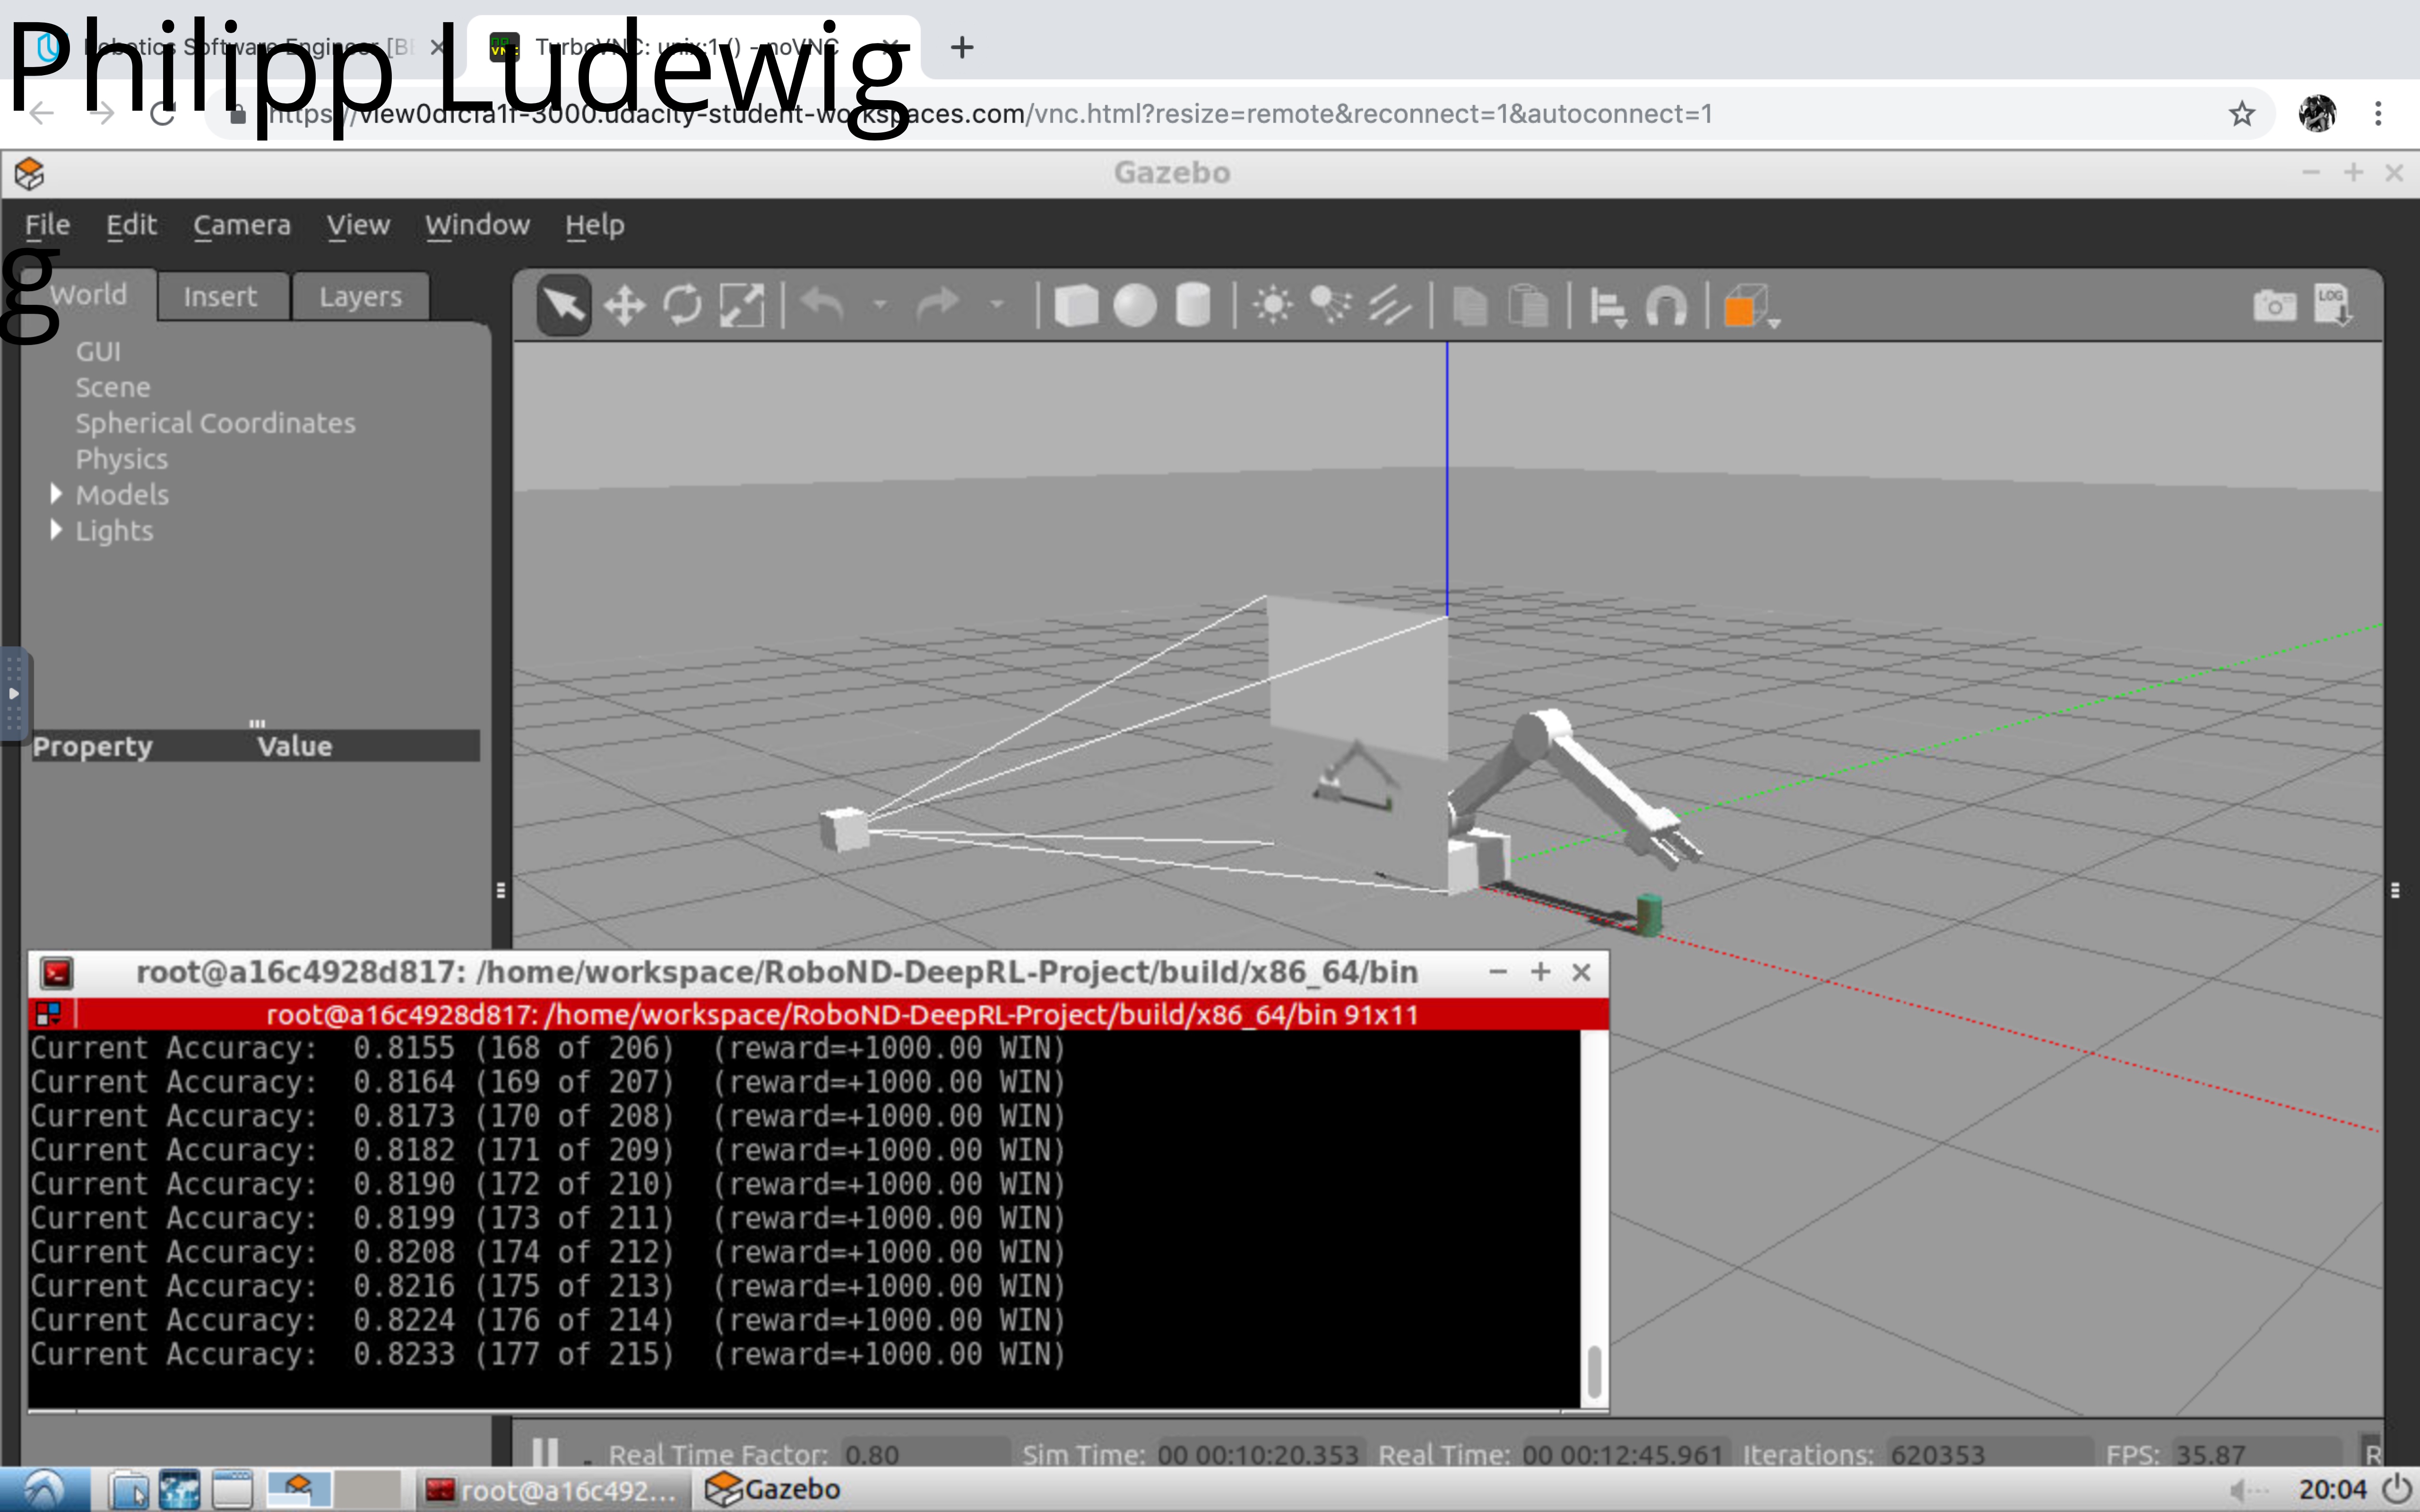 Philipp Ludewig
g
Robotics Software Engineer [BE
TurboVNC: unix:1 () - noVNC
https://view0dfcfa1f-3000.udacity-student-workspaces.com/vnc.html?resize=remote&reconnect=1&autoconnect=1
Gazebo
File Edit Camera View Window Help
World Insert Layers
LOG
GUI
Scene
Spherical Coordinates
Physics
Models
Lights
Property Value
root@a16c4928d817: /home/workspace/RoboND-DeepRL-Project/build/x86_64/bin
root@a16c4928d817: /home/workspace/RoboND-DeepRL-Project/build/x86_64/bin 91x11
Current Accuracy: 0.8155 (168 of 206) (reward=+1000.00 WIN)
Current Accuracy: 0.8164 (169 of 207) (reward=+1000.00 WIN)
Current Accuracy: 0.8173 (170 of 208) (reward=+1000.00 WIN)
Current Accuracy: 0.8182 (171 of 209) (reward=+1000.00 WIN)
Current Accuracy: 0.8190 (172 of 210) (reward=+1000.00 WIN)
Current Accuracy: 0.8199 (173 of 211) (reward=+1000.00 WIN)
Current Accuracy: 0.8208 (174 of 212) (reward=+1000.00 WIN)
Current Accuracy: 0.8216 (175 of 213) (reward=+1000.00 WIN)
Current Accuracy: 0.8224 (176 of 214) (reward=+1000.00 WIN)
Current Accuracy: 0.8233 (177 of 215) (reward=+1000.00 WIN)
Real Time Factor: 0.80 Sim Time: 00 00:10:20.353 Real Time: 00 00:12:45.961 Iterations: 620353 FPS: 35.87 R
root@a16c492... Gazebo 20:04